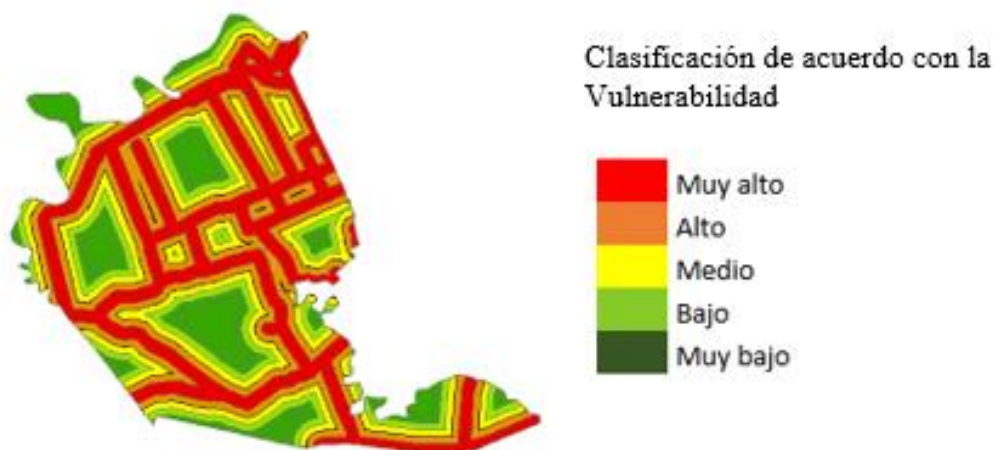 Clasificación de acuerdo con la
Vulnerabilidad
Muy alto
Alto
Medio
Bajo
Muy bajo